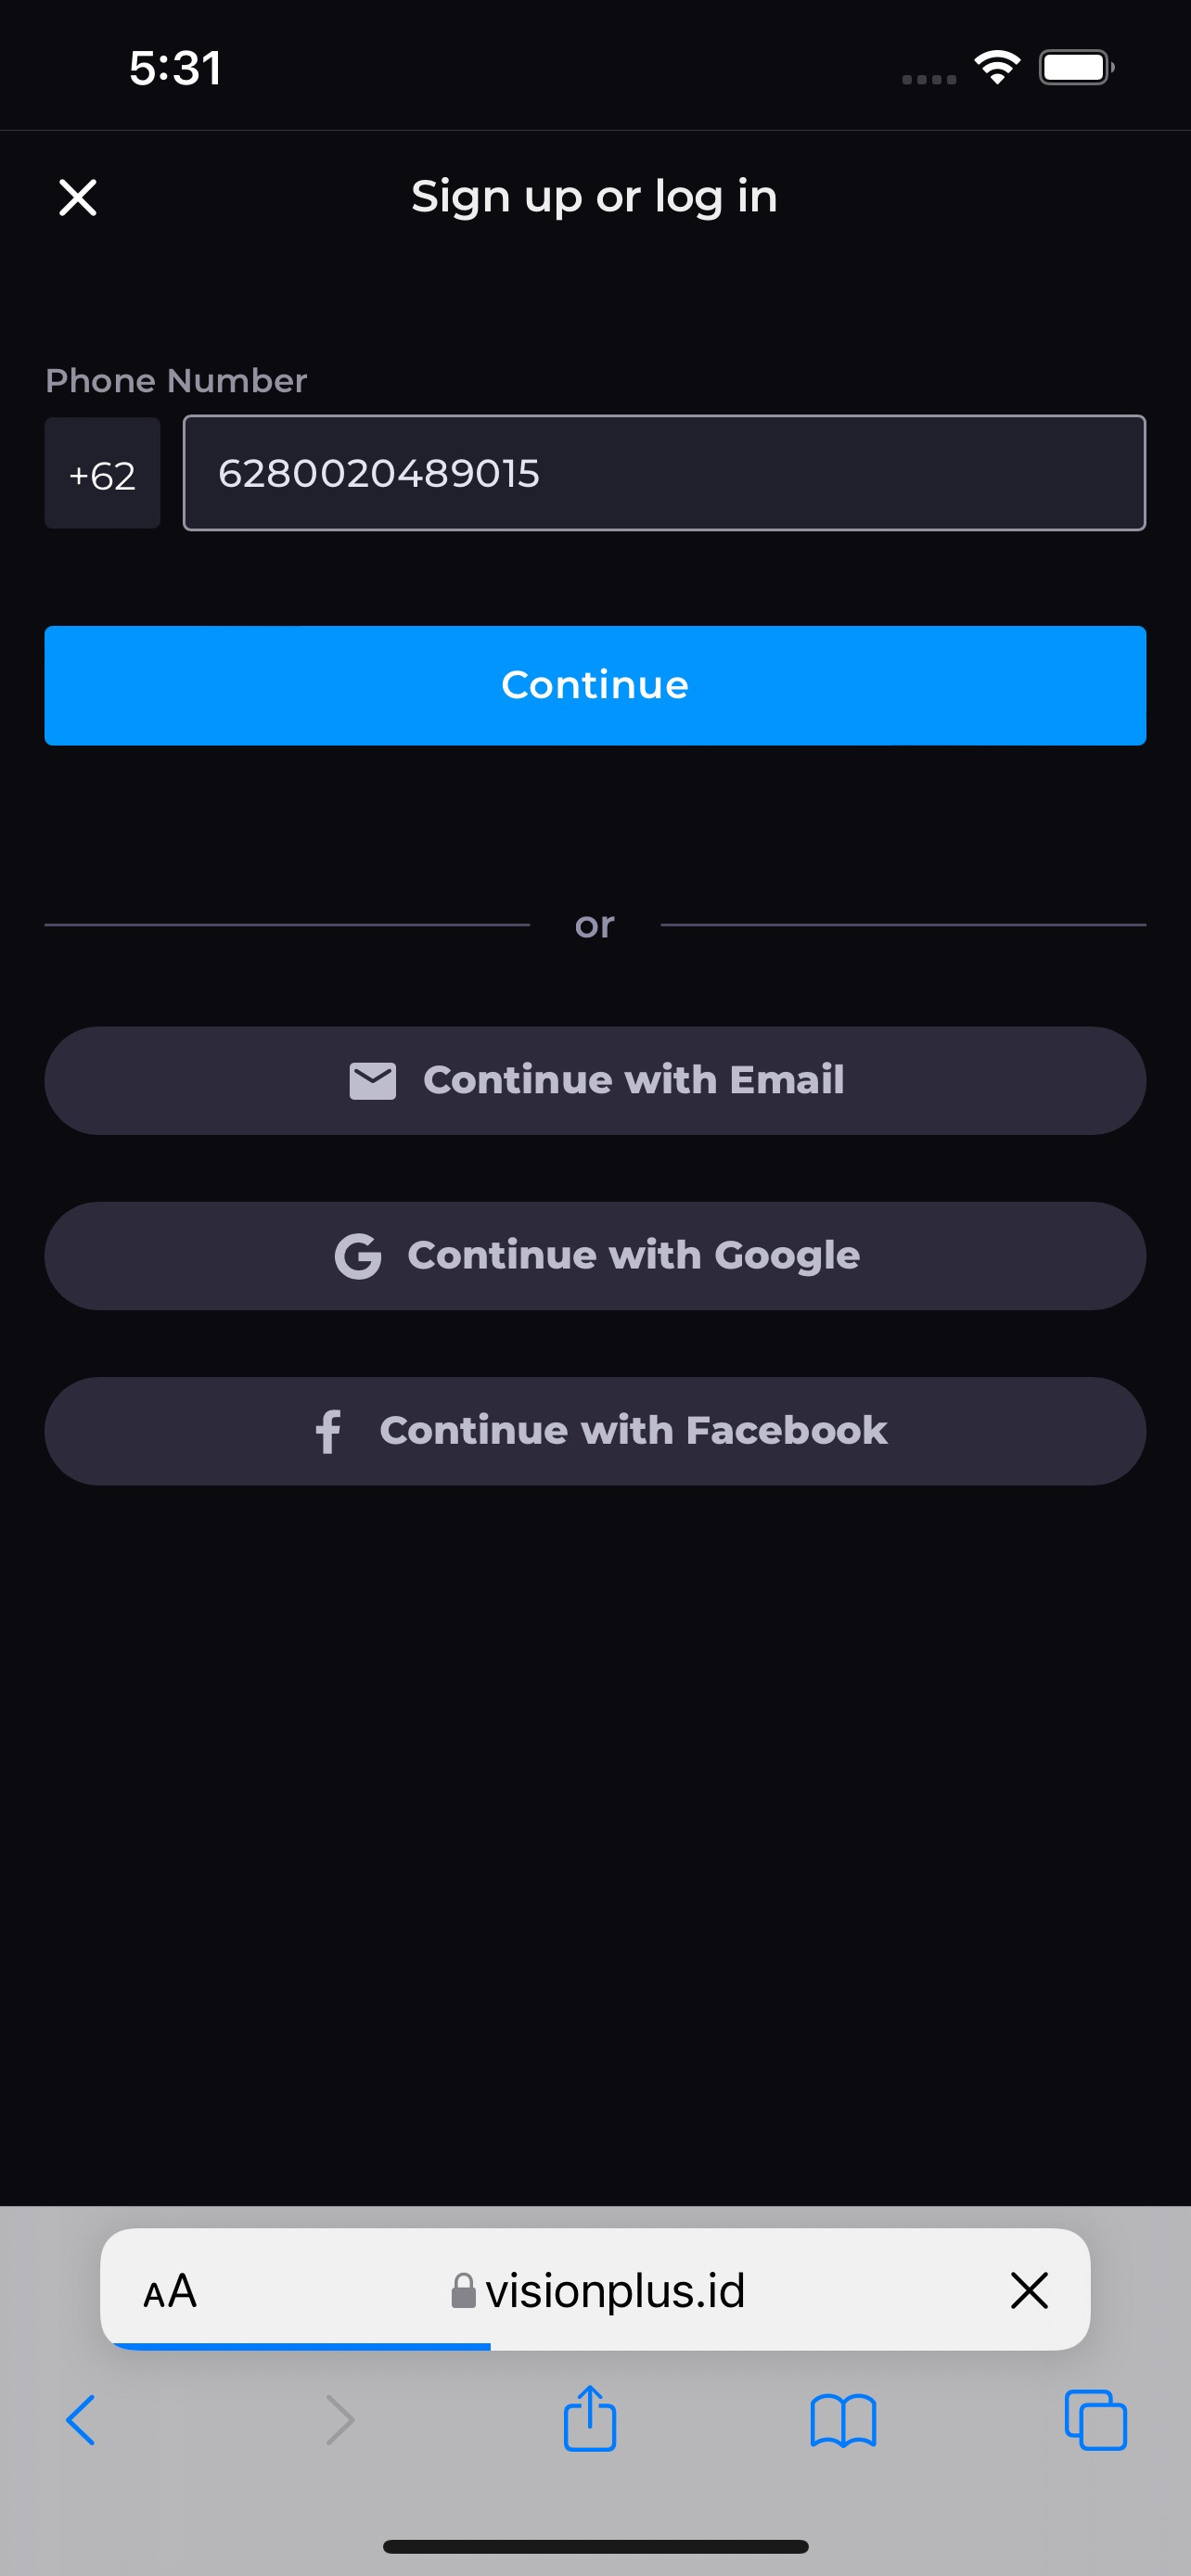 5:31
Sign up or log in
Phone Number
+62
6280020489015
Continue
or
Continue with Email
Continue with Google
Continue with Facebook
AA
visionplus.id